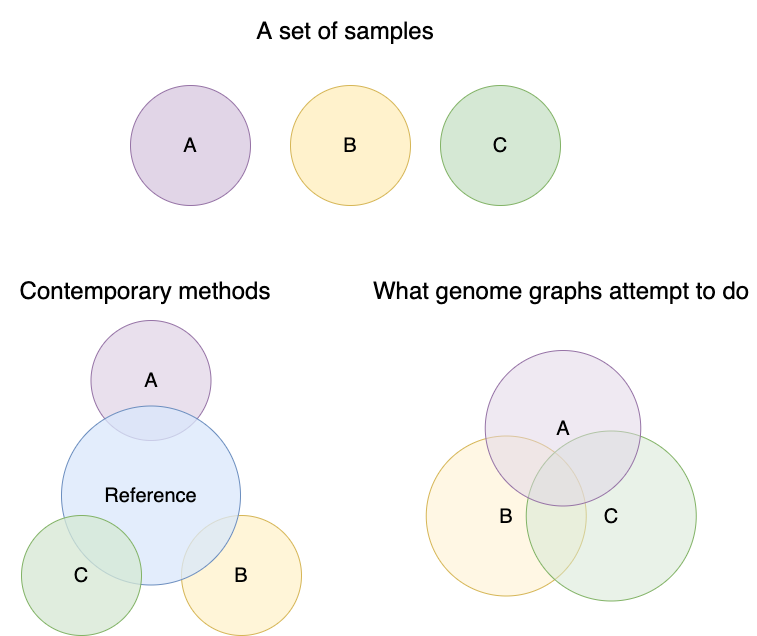 A set of samples
A
B
C
Contemporary methods
A
Reference
C
B
What genome graphs attempt to do
A
B
C